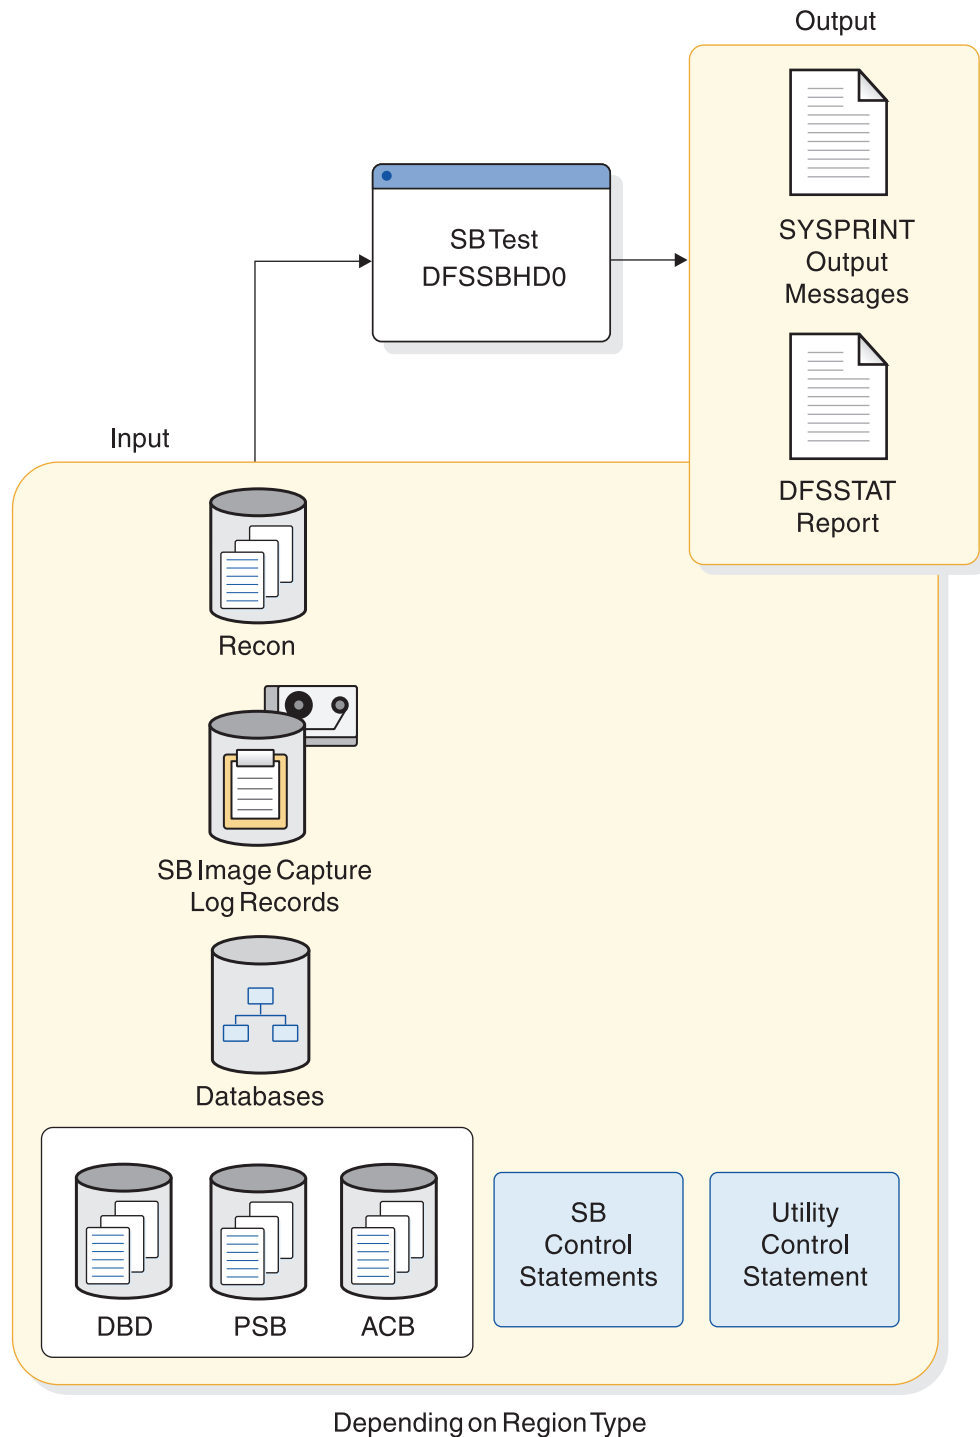 Output
SB Test
DFSSBHD0
SYSPRINT
Output
Messages
DFSSTAT
Report
Input
Recon
SB Image Capture
Log Records
Databases
DBD
PSB
ACB
SB
Control
Statements
Utility
Control
Statement
Depending on Region Type